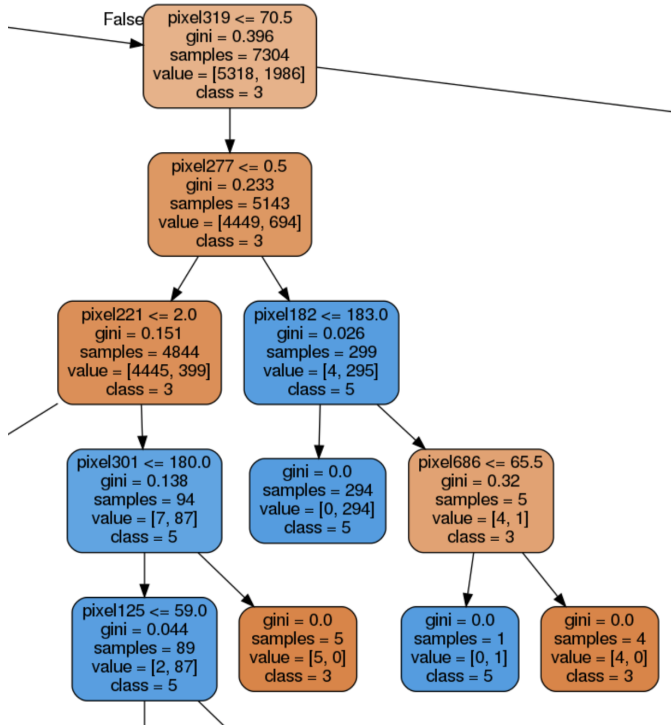 False
pixel319 <= 70.5
gini = 0.396
samples = 7304
value = [5318, 1986]
class = 3
pixel277 <= 0.5
gini = 0.233
samples = 5143
value = [4449, 694]
class = 3
pixel221 <= 2.0
gini = 0.151
samples = 4844
value = [4445, 399]
class = 3
pixel182 <= 183.0
gini = 0.026
samples = 299
value = [4, 295]
class = 5
pixel301 <= 180.0
gini = 0.138
samples = 94
value = [7, 87]
class = 5
gini = 0.0
samples = 294
value = [0, 294]
class = 5
pixel686 <= 65.5
gini = 0.32
samples = 5
value = [4, 1]
class = 3
pixel125 <= 59.0
gini = 0.044
samples = 89
value = [2, 87]
class = 5
gini = 0.0
samples = 5
value = [5, 0]
class = 3
gini = 0.0
samples = 1
value = [0, 1]
class = 5
gini = 0.0
samples = 4
value = [4, 0]
class = 3